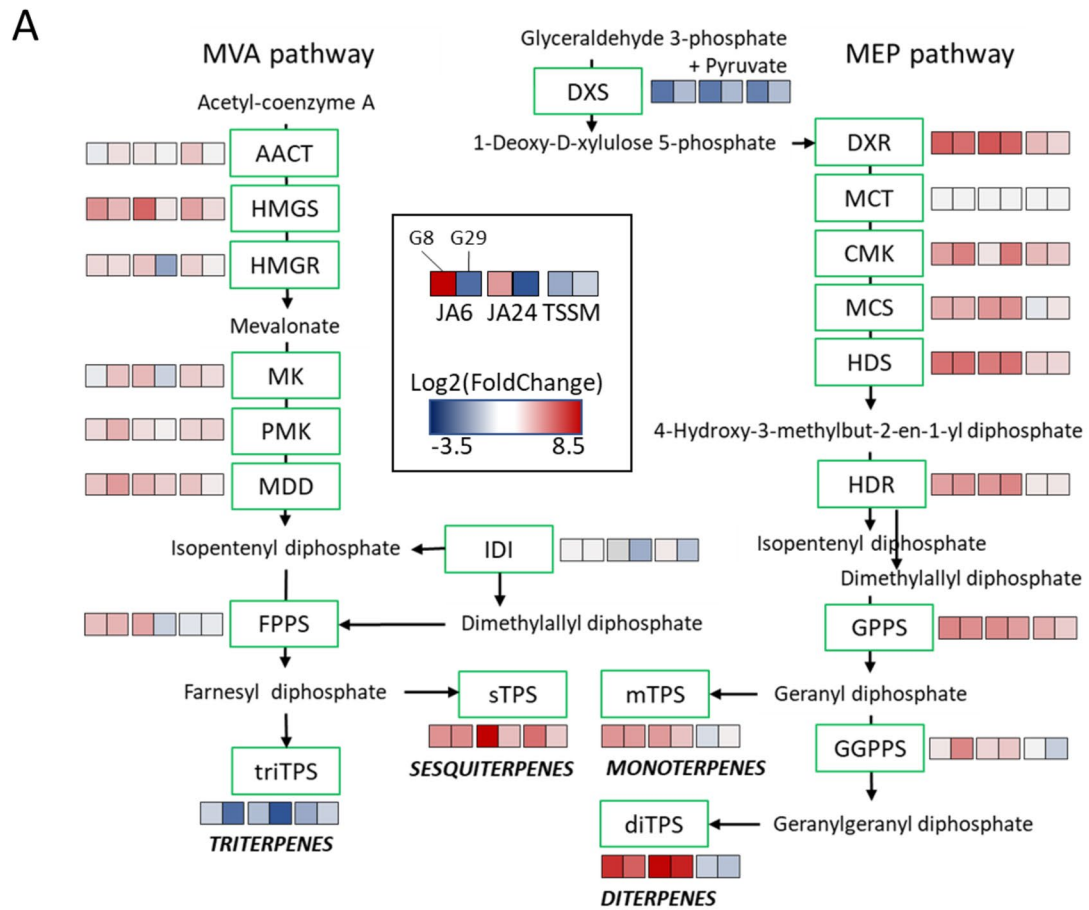 A
MVA pathway
Glyceraldehyde 3-phosphate
+ Pyruvate
MEP pathway
Acetyl-coenzyme A
DXS
1-Deoxy-D-xylulose 5-phosphate
AACT
DXR
HMGS
MCT
HMGR
CMK
G8
G29
JA6
JA24
TSSM
Mevalonate
MCS
MK
HDS
Log2(FoldChange)
-3.5
8.5
PMK
4-Hydroxy-3-methylbut-2-en-1-yl diphosphate
MDD
HDR
Isopentenyl diphosphate
IDI
Isopentenyl diphosphate
Dimethylallyl diphosphate
FPPS
Dimethylallyl diphosphate
GPPS
Farnesyl diphosphate
sTPS
mTPS
Geranyl diphosphate
SESQUITERPENES
MONOTERPENES
GGPPS
triTPS
TRITERPENES
diTPS
Geranylgeranyl diphosphate
DITERPENES